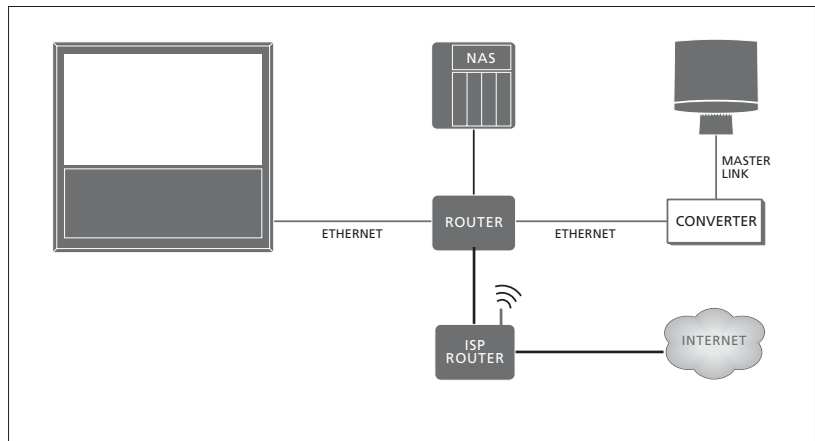 NAS
MASTER
LINK
ETHERNET
ROUTER
ETHERNET
CONVERTER
ISP
ROUTER
INTERNET